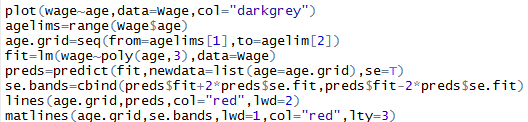 plot(wage~age,data=Wage,col="darkgrey")
agelims=range(Wage$age)
age.grid=seq(from=agelims[1],to=agelim[2])
fit=lm(wage~poly(age,3),data=Wage)
preds=predict(fit,newdata=list(age=age.grid),se=T)
se.bands=cbind(preds$fit+2*preds$se.fit,preds$fit-2*preds$se.fit)
lines(age.grid,preds,col="red",lwd=2)
matlines(age.grid,se.bands,lwd=1,col="red",lty=3)